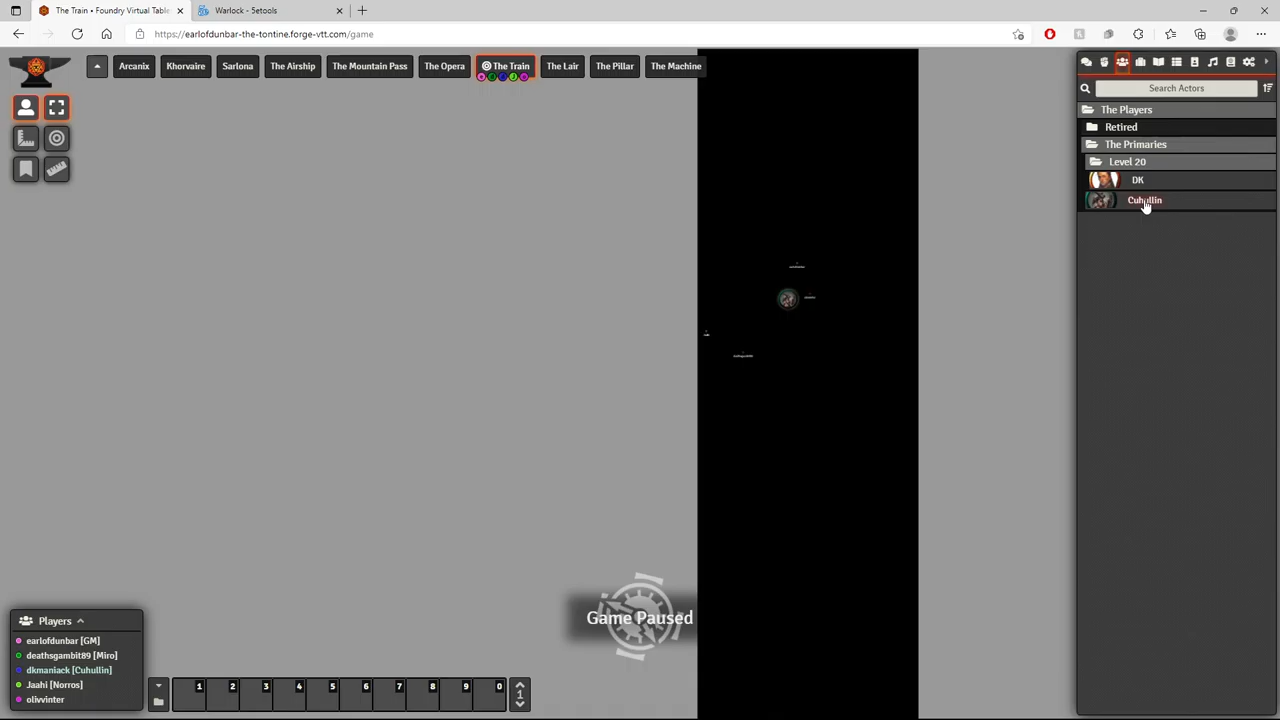 The Train • Foundry Virtual Table
Warlock - 5etools
https://earlofdunbar-the-tontine.forge-vtt.com/game
Arcanix
Khorvaire
Sarlona
The Airship
The Mountain Pass
The Opera
The Train
The Lair
The Pillar
The Machine
Search Actors
The Players
Retired
The Primaries
Level 20
DK
Cuhullin
Game Paused
Players
earlofdunbar [GM]
deathsgambit89 [Miro]
dkmaniack [Cuhullin]
Jaahi [Norros]
olivvinter
1 2 3 4 5 6 7 8 9 0
1